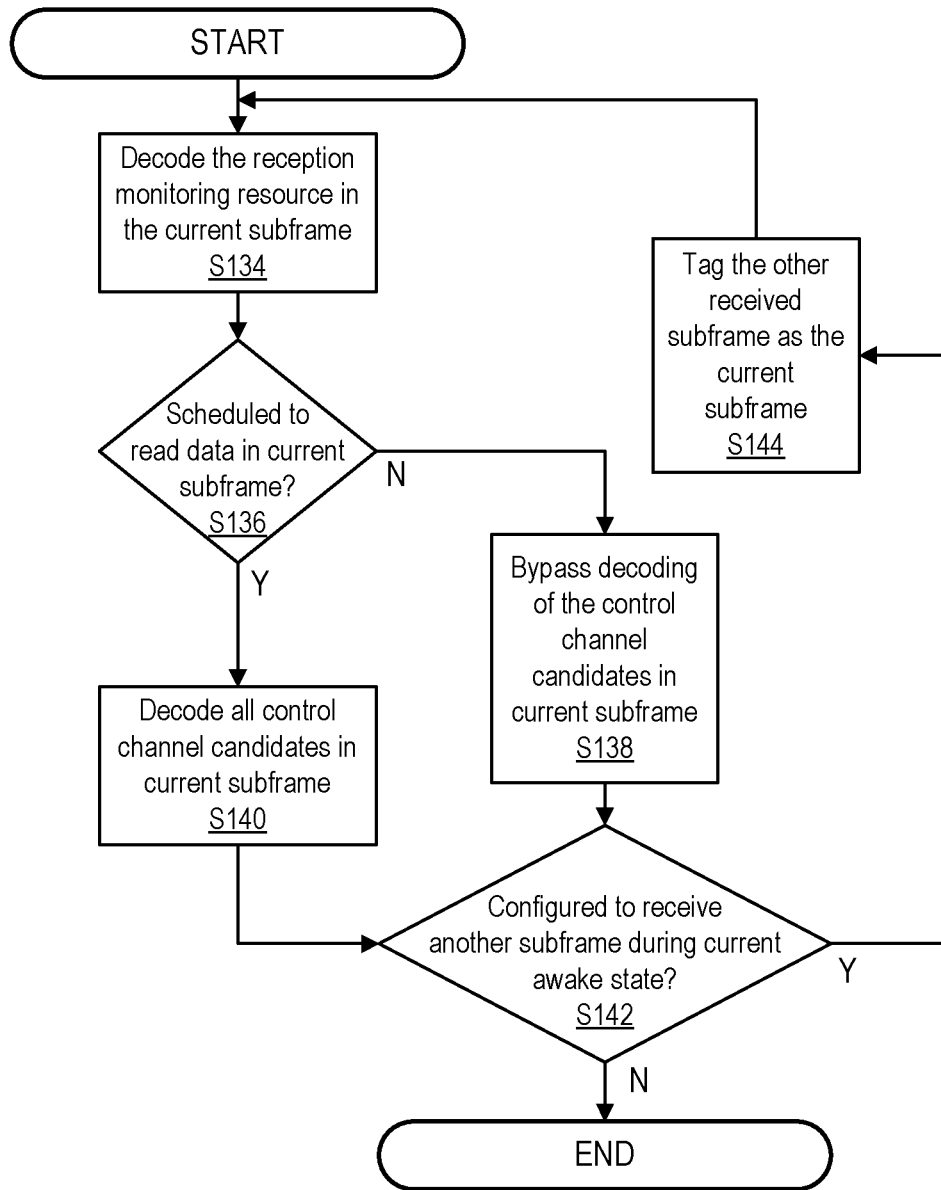 START
Decode the reception
monitoring resource in
the current subframe
S134
Tag the other
received
subframe as the
current
subframe
S144
Scheduled to
read data in current
subframe?
S136
N
Y
Bypass decoding
of the control
channel
candidates in
current subframe
S138
Decode all control
channel candidates in
current subframe
S140
Configured to receive
another subframe during current
awake state?
S142
Y
N
END